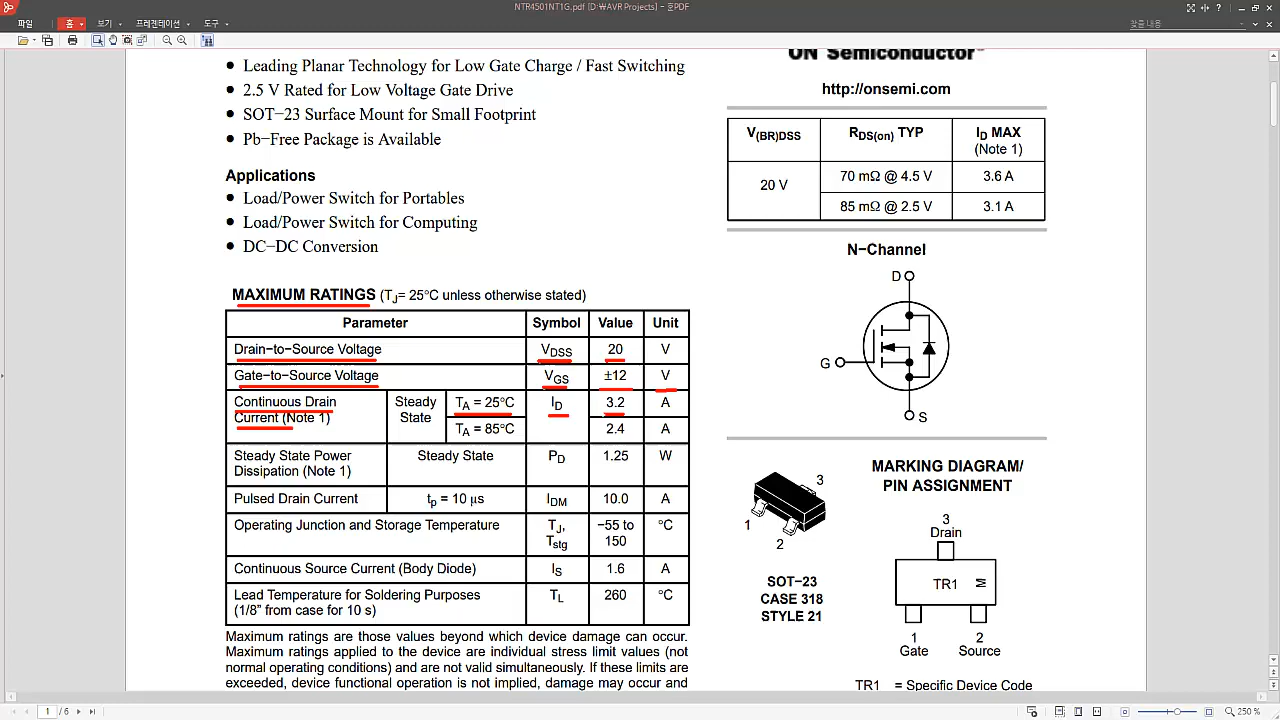 NTR4501NT1G.pdf [D:\AVR Projects] – 문PDF
파일
홈
보기
프레젠테이션
도구
찾을 내용
Leading Planar Technology for Low Gate Charge / Fast Switching
2.5 V Rated for Low Voltage Gate Drive
SOT−23 Surface Mount for Small Footprint
Pb−Free Package is Available
Applications
Load/Power Switch for Portables
Load/Power Switch for Computing
DC−DC Conversion
MAXIMUM RATINGS (TJ= 25°C unless otherwise stated)
Parameter Symbol Value Unit
Drain-to-Source Voltage VDSS 20 V
Gate-to-Source Voltage VGS ±12 V
Continuous Drain Current (Note 1) Steady State TA = 25°C ID 3.2 A
TA = 85°C 2.4 A
Steady State Power Dissipation (Note 1) Steady State PD 1.25 W
Pulsed Drain Current tp = 10 μs IDM 10.0 A
Operating Junction and Storage Temperature TJ, Tstg −55 to 150 °C
Continuous Source Current (Body Diode) IS 1.6 A
Lead Temperature for Soldering Purposes (1/8” from case for 10 s) TL 260 °C
Maximum ratings are those values beyond which device damage can occur.
Maximum ratings applied to the device are individual stress limit values (not
normal operating conditions) and are not valid simultaneously. If these limits are
exceeded, device functional operation is not implied, damage may occur and
ON Semiconductor®
http://onsemi.com
V(BR)DSS RDS(on) TYP ID MAX (Note 1)
20 V 70 mΩ @ 4.5 V 3.6 A
85 mΩ @ 2.5 V 3.1 A
N−Channel
D
G
S
3
1
2
SOT−23
CASE 318
STYLE 21
MARKING DIAGRAM/
PIN ASSIGNMENT
3
Drain
TR1 M
1
Gate
2
Source
TR1 = Specific Device Code
1 / 6
250 %